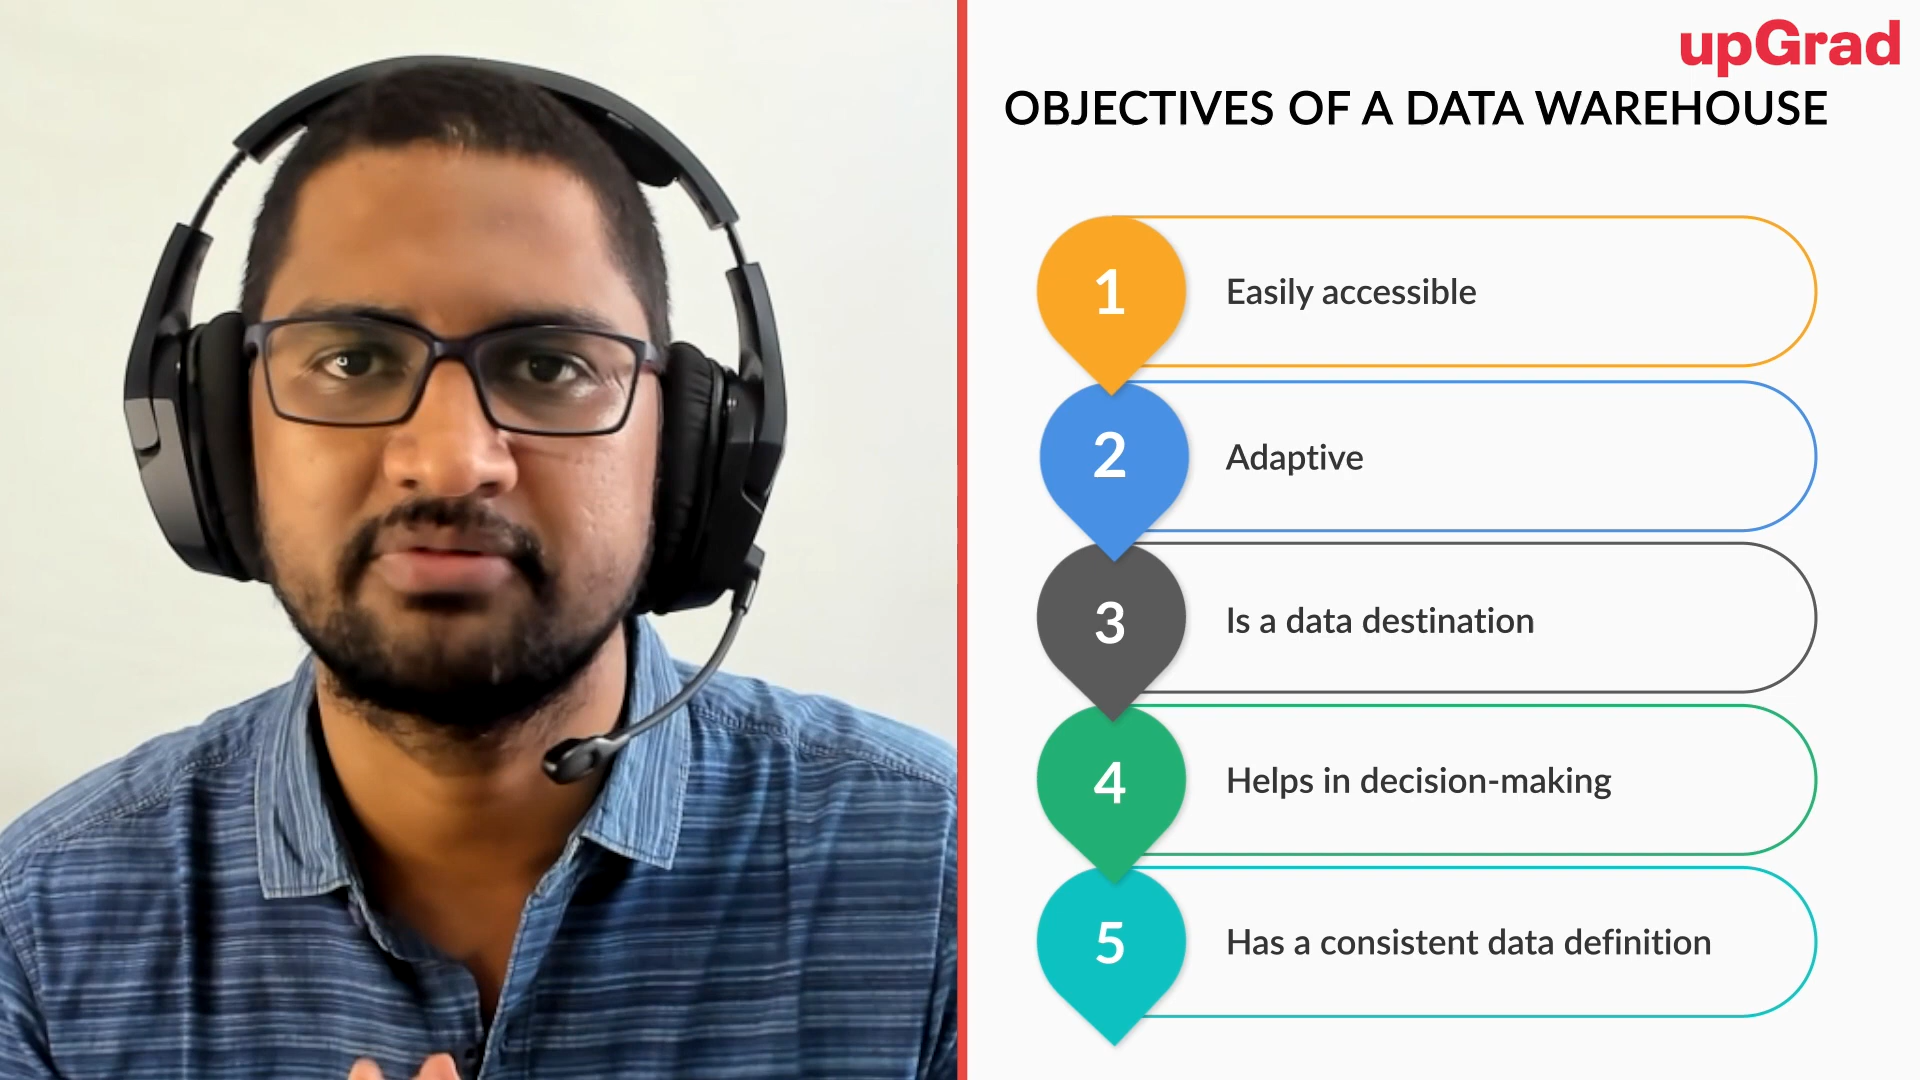 upGrad
OBJECTIVES OF A DATA WAREHOUSE
1
Easily accessible
2
Adaptive
3
Is a data destination
4
Helps in decision-making
5
Has a consistent data definition